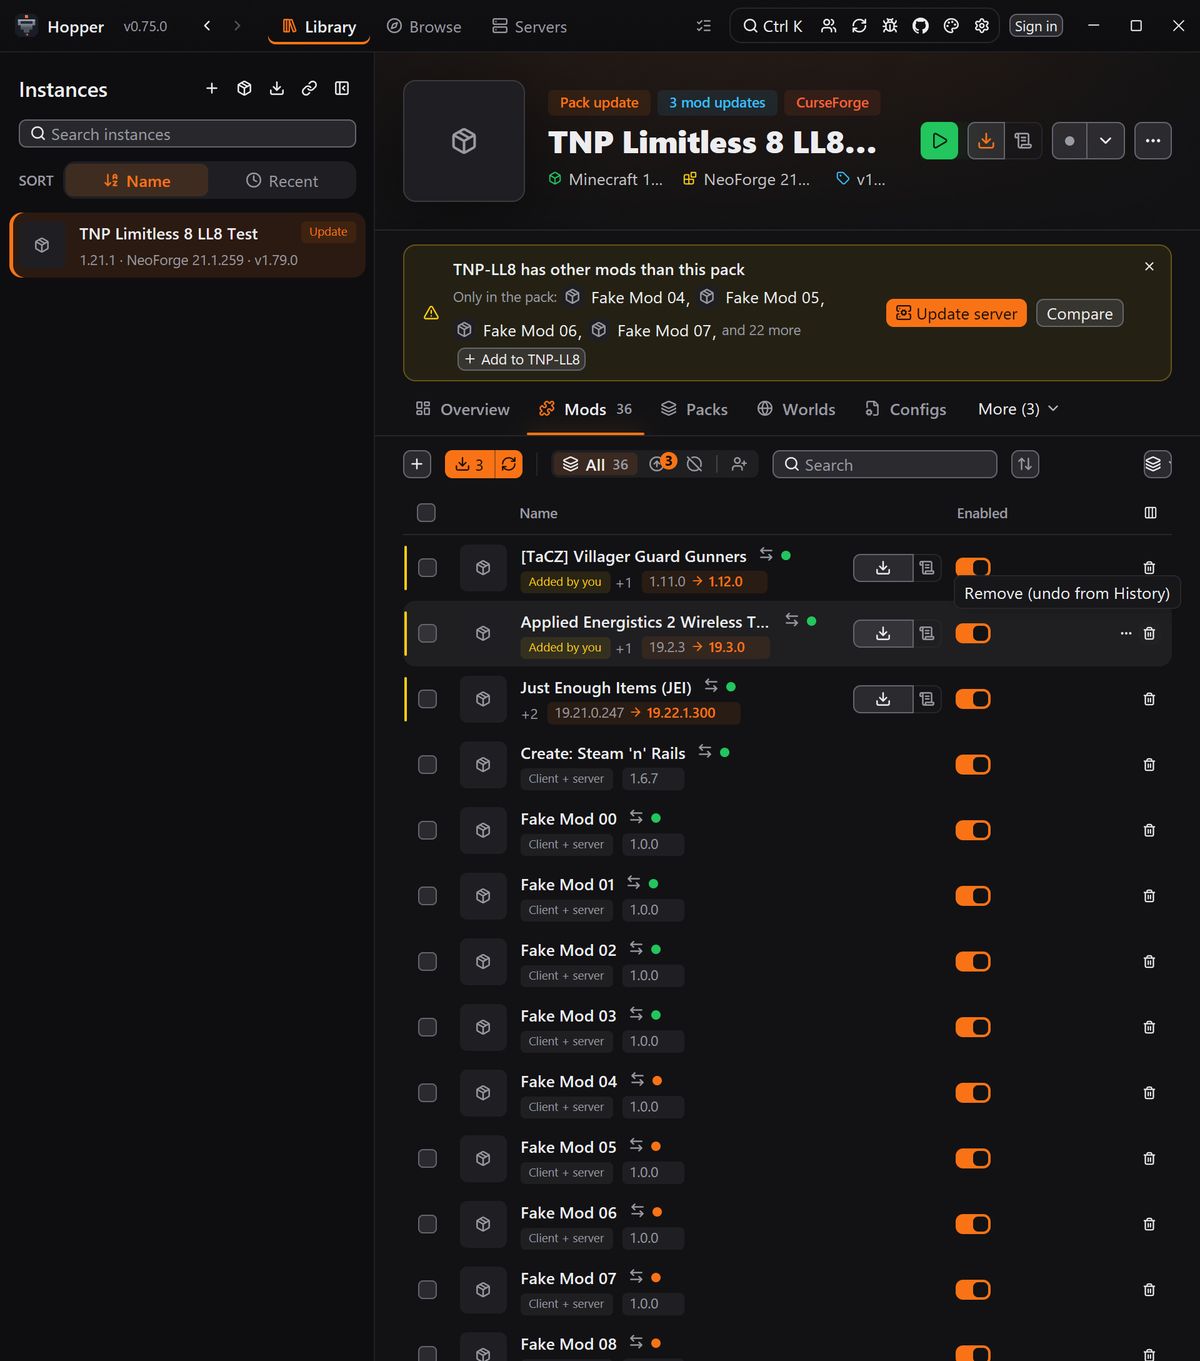 Hopper v0.75.0 Library Browse Servers Ctrl K Sign in
Instances
Search instances
SORT Name Recent
TNP Limitless 8 LL8 Test Update
1.21.1 · NeoForge 21.1.259 · v1.79.0
Pack update 3 mod updates CurseForge
TNP Limitless 8 LL8...
Minecraft 1... NeoForge 21... v1...
TNP-LL8 has other mods than this pack
Only in the pack: Fake Mod 04, Fake Mod 05,
Fake Mod 06, Fake Mod 07, and 22 more
+ Add to TNP-LL8
Update server Compare
Overview Mods 36 Packs Worlds Configs More (3)
3 All 36 3 Search
Name Enabled
[TaCZ] Villager Guard Gunners
Added by you +1 1.11.0 → 1.12.0
Remove (undo from History)
Applied Energistics 2 Wireless T...
Added by you +1 19.2.3 → 19.3.0
Just Enough Items (JEI)
+2 19.21.0.247 → 19.22.1.300
Create: Steam 'n' Rails
Client + server 1.6.7
Fake Mod 00
Client + server 1.0.0
Fake Mod 01
Client + server 1.0.0
Fake Mod 02
Client + server 1.0.0
Fake Mod 03
Client + server 1.0.0
Fake Mod 04
Client + server 1.0.0
Fake Mod 05
Client + server 1.0.0
Fake Mod 06
Client + server 1.0.0
Fake Mod 07
Client + server 1.0.0
Fake Mod 08